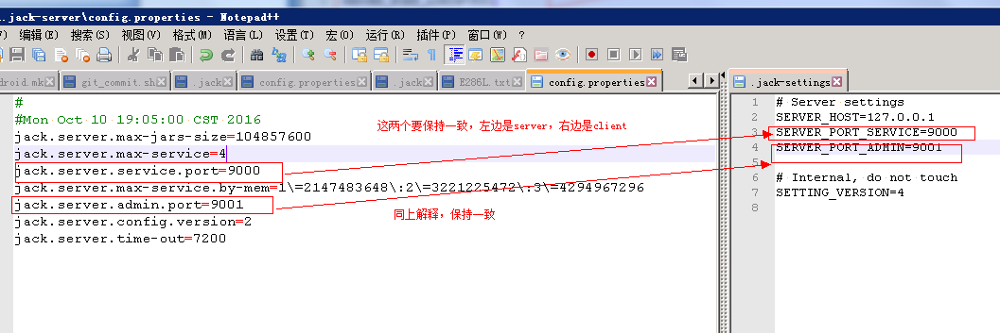 .jack-server\config.properties - Notepad++
编辑(E) 搜索(S) 视图(V) 格式(M) 语言(L) 设置(T) 宏(O) 运行(R) 插件(P) 窗口(W) ?
droid.mk git_commit.sh .jack config.properties .jack E286L.txt config.properties .jack-settings
#
#Mon Oct 10 19:05:00 CST 2016
jack.server.max-jars-size=104857600
jack.server.max-service=4
jack.server.service.port=9000
jack.server.max-service.by-mem=1\=2147483648\:2\=3221225472\:3\=4294967296
jack.server.admin.port=9001
jack.server.config.version=2
jack.server.time-out=7200
这两个要保持一致，左边是server，右边是client
同上解释，保持一致
1 # Server settings
2 SERVER_HOST=127.0.0.1
3 SERVER_PORT_SERVICE=9000
4 SERVER_PORT_ADMIN=9001
5
6 # Internal, do not touch
7 SETTING_VERSION=4
8